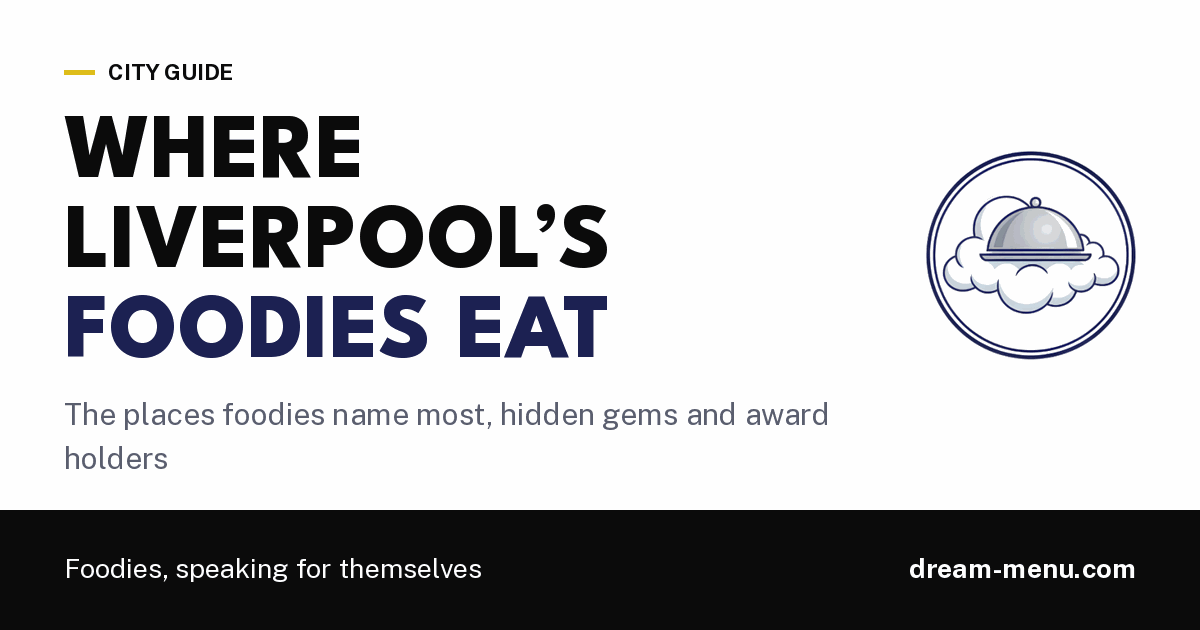 CITY GUIDE
WHERE
LIVERPOOL’S
FOODIES EAT
The places foodies name most, hidden gems and award
holders
Foodies, speaking for themselves
dream-menu.com